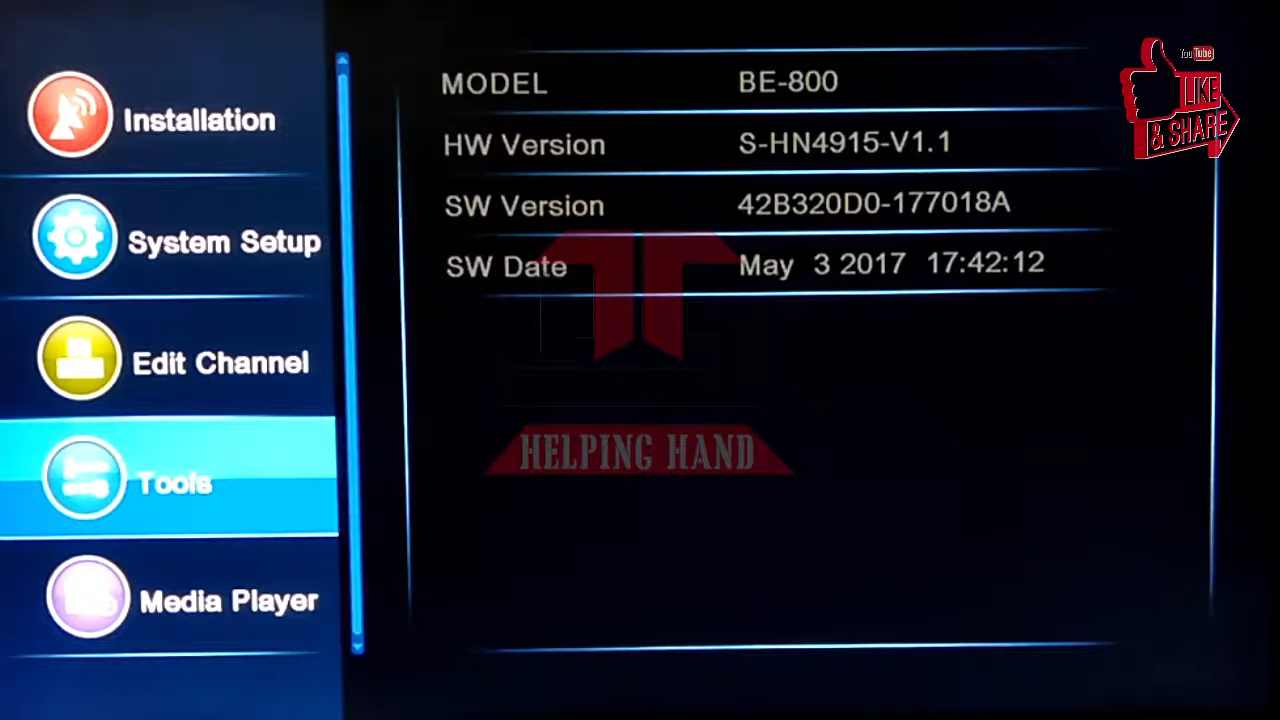 Installation
System Setup
Edit Channel
Tools
Media Player
MODEL BE-800
HW Version S-HN4915-V1.1
SW Version 42B320D0-177018A
SW Date May 3 2017 17:42:12
HELPING HAND
YouTube
LIKE
& SHARE